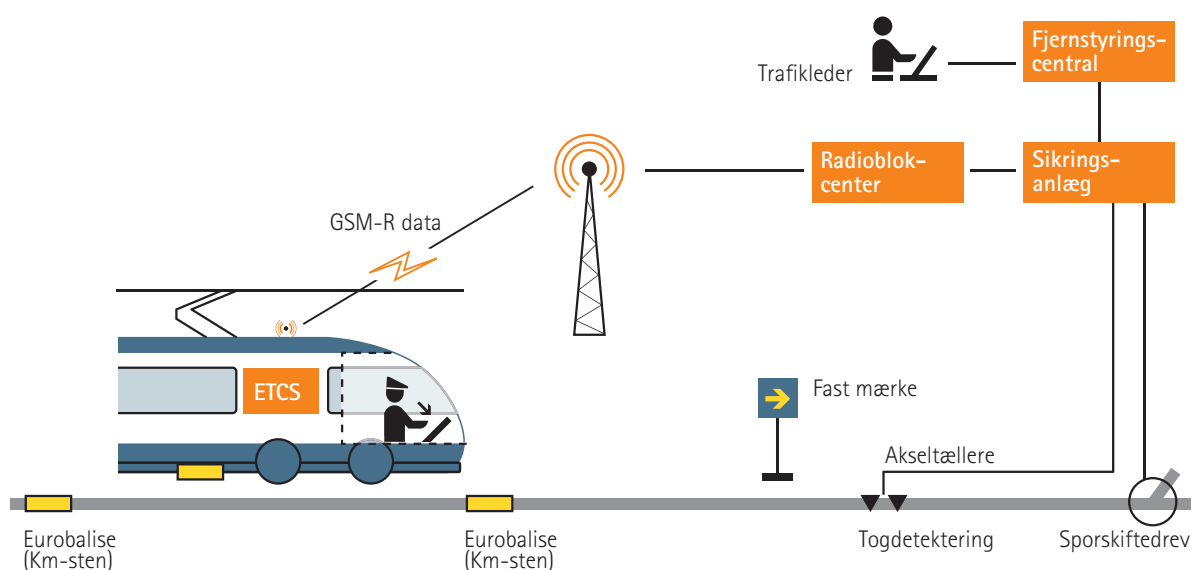 Trafikleder
Fjernstyrings-
central
Radioblok-
center
Sikrings-
anlæg
GSM-R data
ETCS
Fast mærke
Akseltællere
Eurobalise
(Km-sten)
Eurobalise
(Km-sten)
Togdetektering
Sporskiftedrev